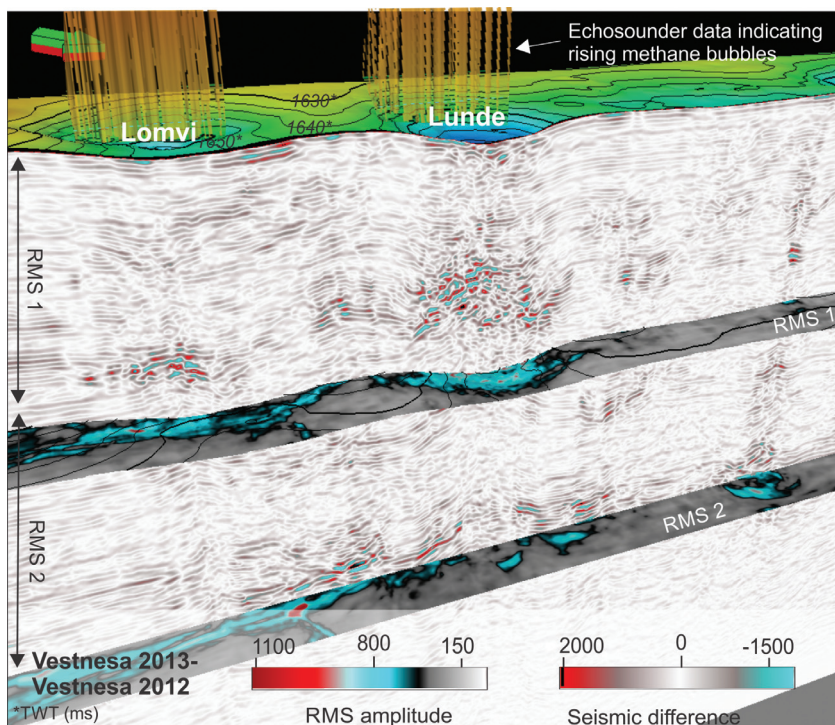 Echosounder data indicating
rising methane bubbles
1630*
Lomvi
1640*
Lunde
1650*
RMS 1
RMS 1
RMS 2
RMS 2
Vestnesa 2013-
Vestnesa 2012
*TWT (ms)
1100 800 150
RMS amplitude
2000 0 -1500
Seismic difference